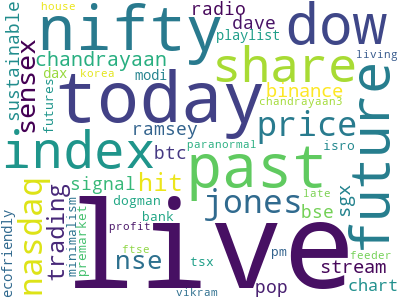 house
nifty
radio
dave
dow
playlist
sustainable
sensex
chandrayaan
dax
modi
korea
futures
share
living
today
binance
chandrayaan3
future
ramsey
price
index
btc
paranormal
isro
past
nasdaq
trading
signal
hit
minimalism
premarket
dogman
jones
bse
sgx
late
ecofriendly
live
bank
profit
nse
ftse
tsx
vikram
pop
pm
stream
feeder
chart